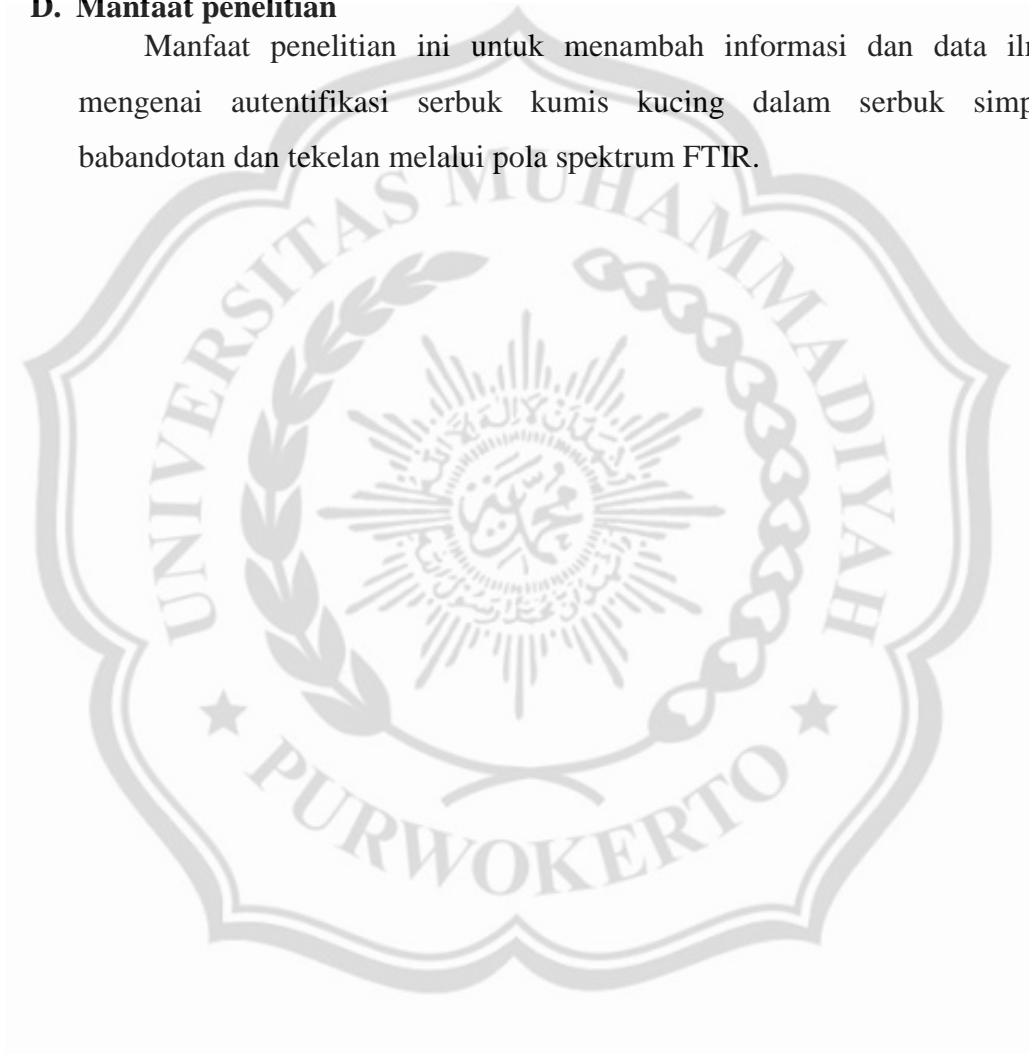 D. Manfaat penelitian
Manfaat penelitian ini untuk menambah informasi dan data
mengenai autentifikasi serbuk kumis kucing dalam serbuk
babandotan dan tekelan melalui pola spektrum FTIR.
UNIVERSITAS MUHAMMADIYAH
PURWOKERTO